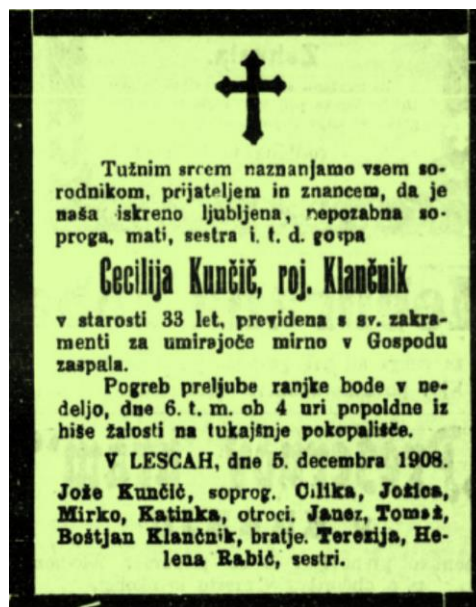 Tužnim srcem naznanjamo vsem so-
rodnikom, prijateljem in znancem, da je
naša iskreno ljubljena, nepozabna so-
proga, mati, sestra i. t. d. gospa
Cecilija Kunčič, roj. Klančnik
v starosti 33 let, previdena s sv. zakra-
menti za umirajoče mirno v Gospodu
zaspala.
Pogreb preljube ranjke bode v ne-
deljo, dne 6. t. m. ob 4 uri popoldne iz
hiše žalosti na tukajšnje pokopališče.
V LESCAH, dne 5. decembra 1908.
Jože Kunčič, soprog. Cilika, Jožica,
Mirko, Katinka, otroci. Janez, Tomaž,
Boštjan Klančnik, bratje. Terezija, He-
lena Rabič, sestri.